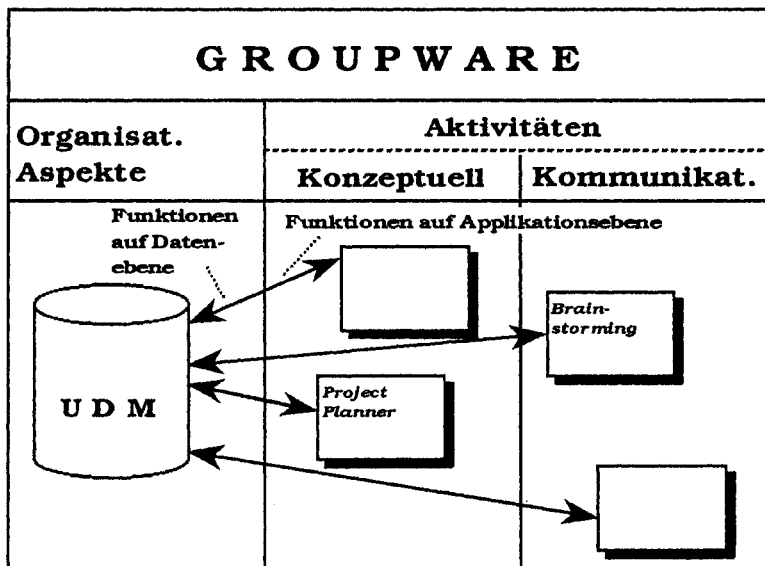 GROUPWARE
Organisat.
Aspekte
Aktivitäten
Konzeptuell
Kommunikat.
Funktionen
auf Daten-
ebene
Funktionen auf Applikationsebene
UDM
Brain-
storming
Project
Planner